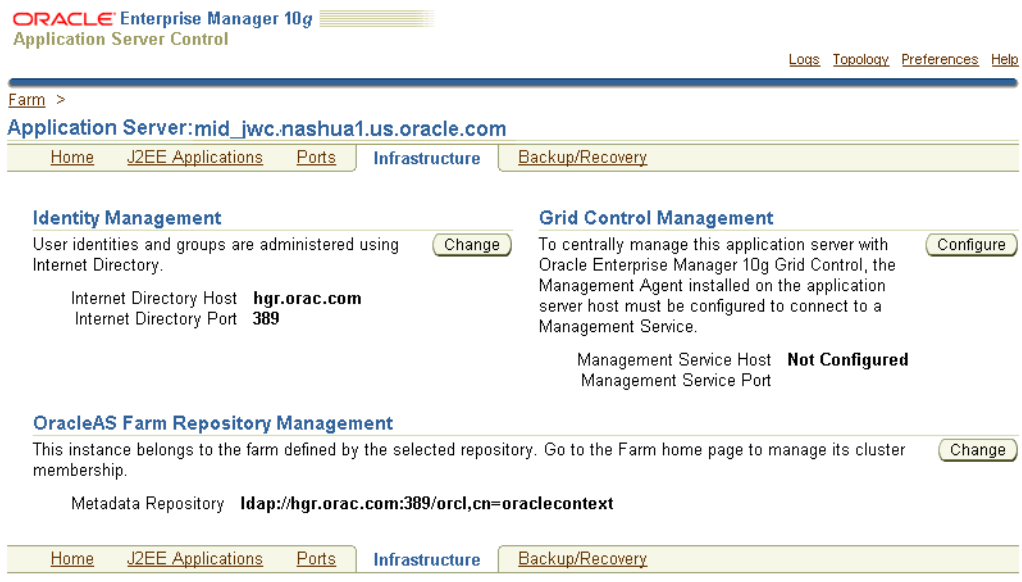 ORACLE Enterprise Manager 10g
Application Server Control
Logs Topology Preferences Help
Farm >
Application Server:mid_jwc.nashua1.us.oracle.com
Home J2EE Applications Ports Infrastructure Backup/Recovery
Identity Management
User identities and groups are administered using
Internet Directory.
Change
Internet Directory Host hgr.orac.com
Internet Directory Port 389
Grid Control Management
To centrally manage this application server with
Oracle Enterprise Manager 10g Grid Control, the
Management Agent installed on the application
server host must be configured to connect to a
Management Service.
Configure
Management Service Host Not Configured
Management Service Port
OracleAS Farm Repository Management
This instance belongs to the farm defined by the selected repository. Go to the Farm home page to manage its cluster
membership.
Change
Metadata Repository ldap://hgr.orac.com:389/orcl,cn=oraclecontext
Home J2EE Applications Ports Infrastructure Backup/Recovery